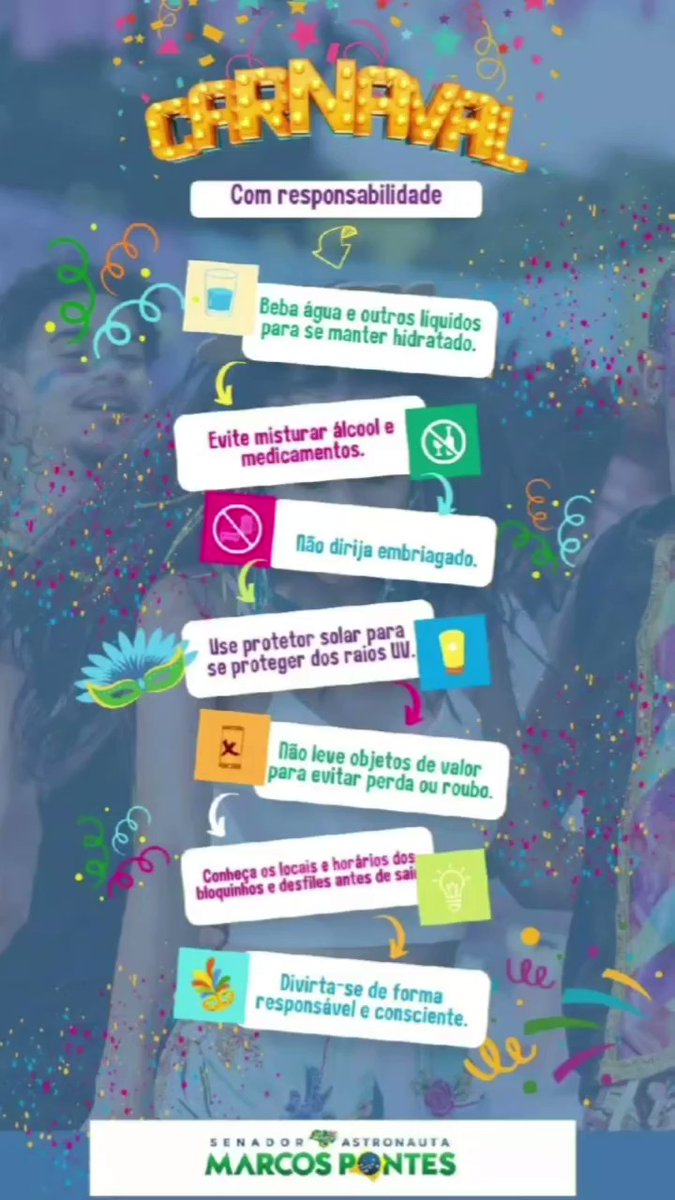 CARNAVAL
Com responsabilidade
Beba água e outros líquidos
para se manter hidratado.
Evite misturar álcool e
medicamentos.
Não dirija embriagado.
Use protetor solar para
se proteger dos raios UV.
Não leve objetos de valor
para evitar perda ou roubo.
Conheça os locais e horários dos
bloquinhos e desfiles antes de sai
Divirta-se de forma
responsável e consciente.
SENADOR ASTRONAUTA
MARCOS PONTES